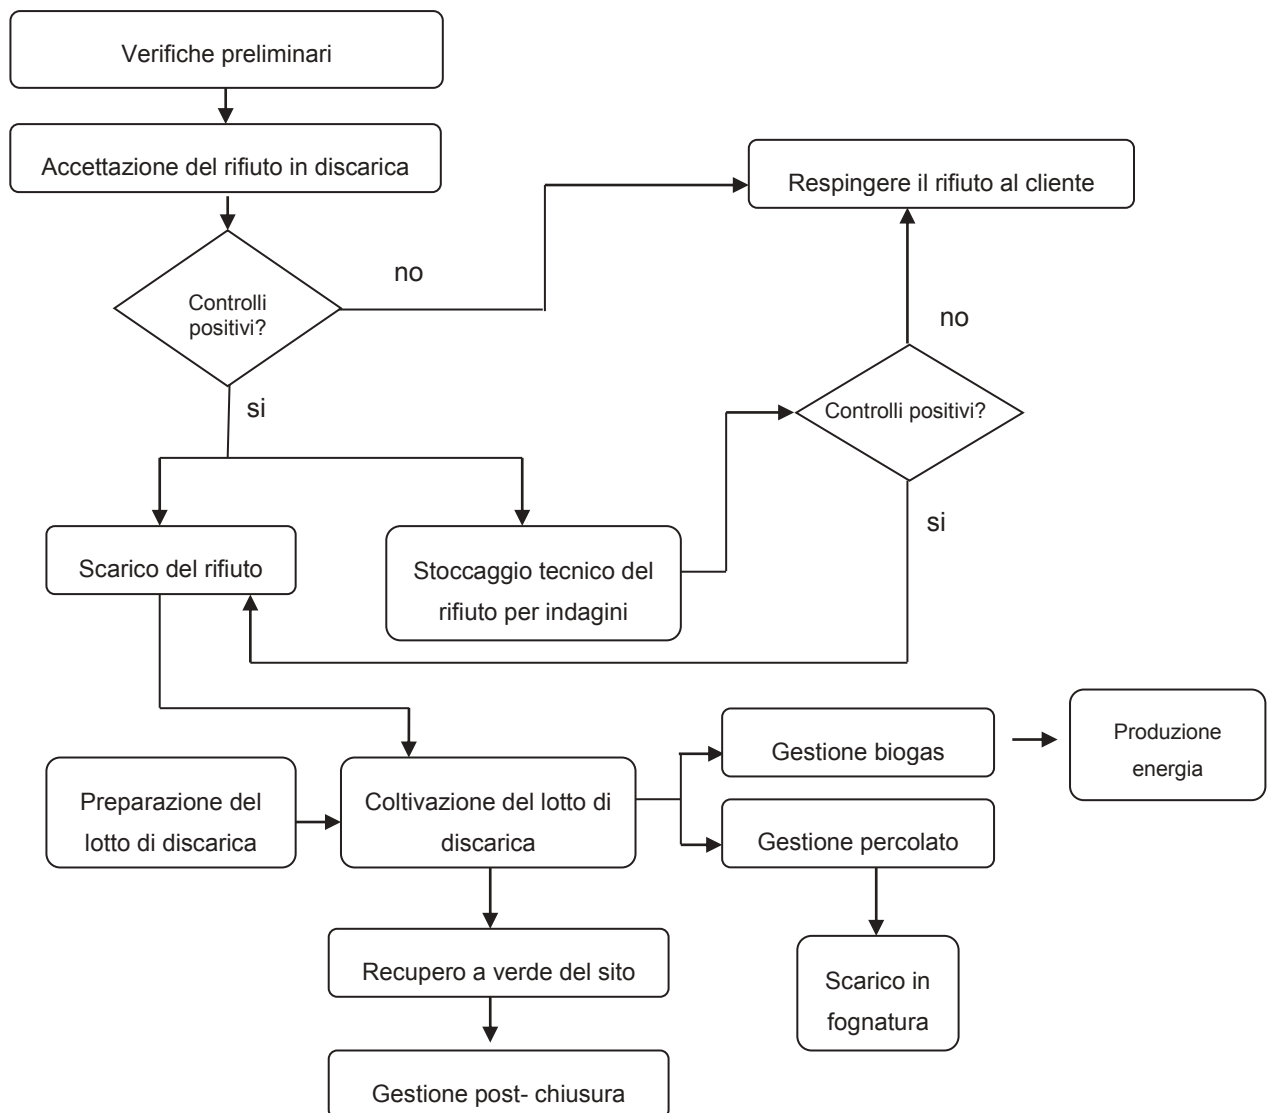 Verifiche preliminari
Accettazione del rifiuto in discarica
Respingere il rifiuto al cliente
no
Controlli
positivi?
no
si
Controlli positivi?
si
Scarico del rifiuto
Stoccaggio tecnico del
rifiuto per indagini
Gestione biogas
Produzione
energia
Preparazione del
lotto di discarica
Coltivazione del lotto di
discarica
Gestione percolato
Recupero a verde del sito
Scarico in
fognatura
Gestione post- chiusura